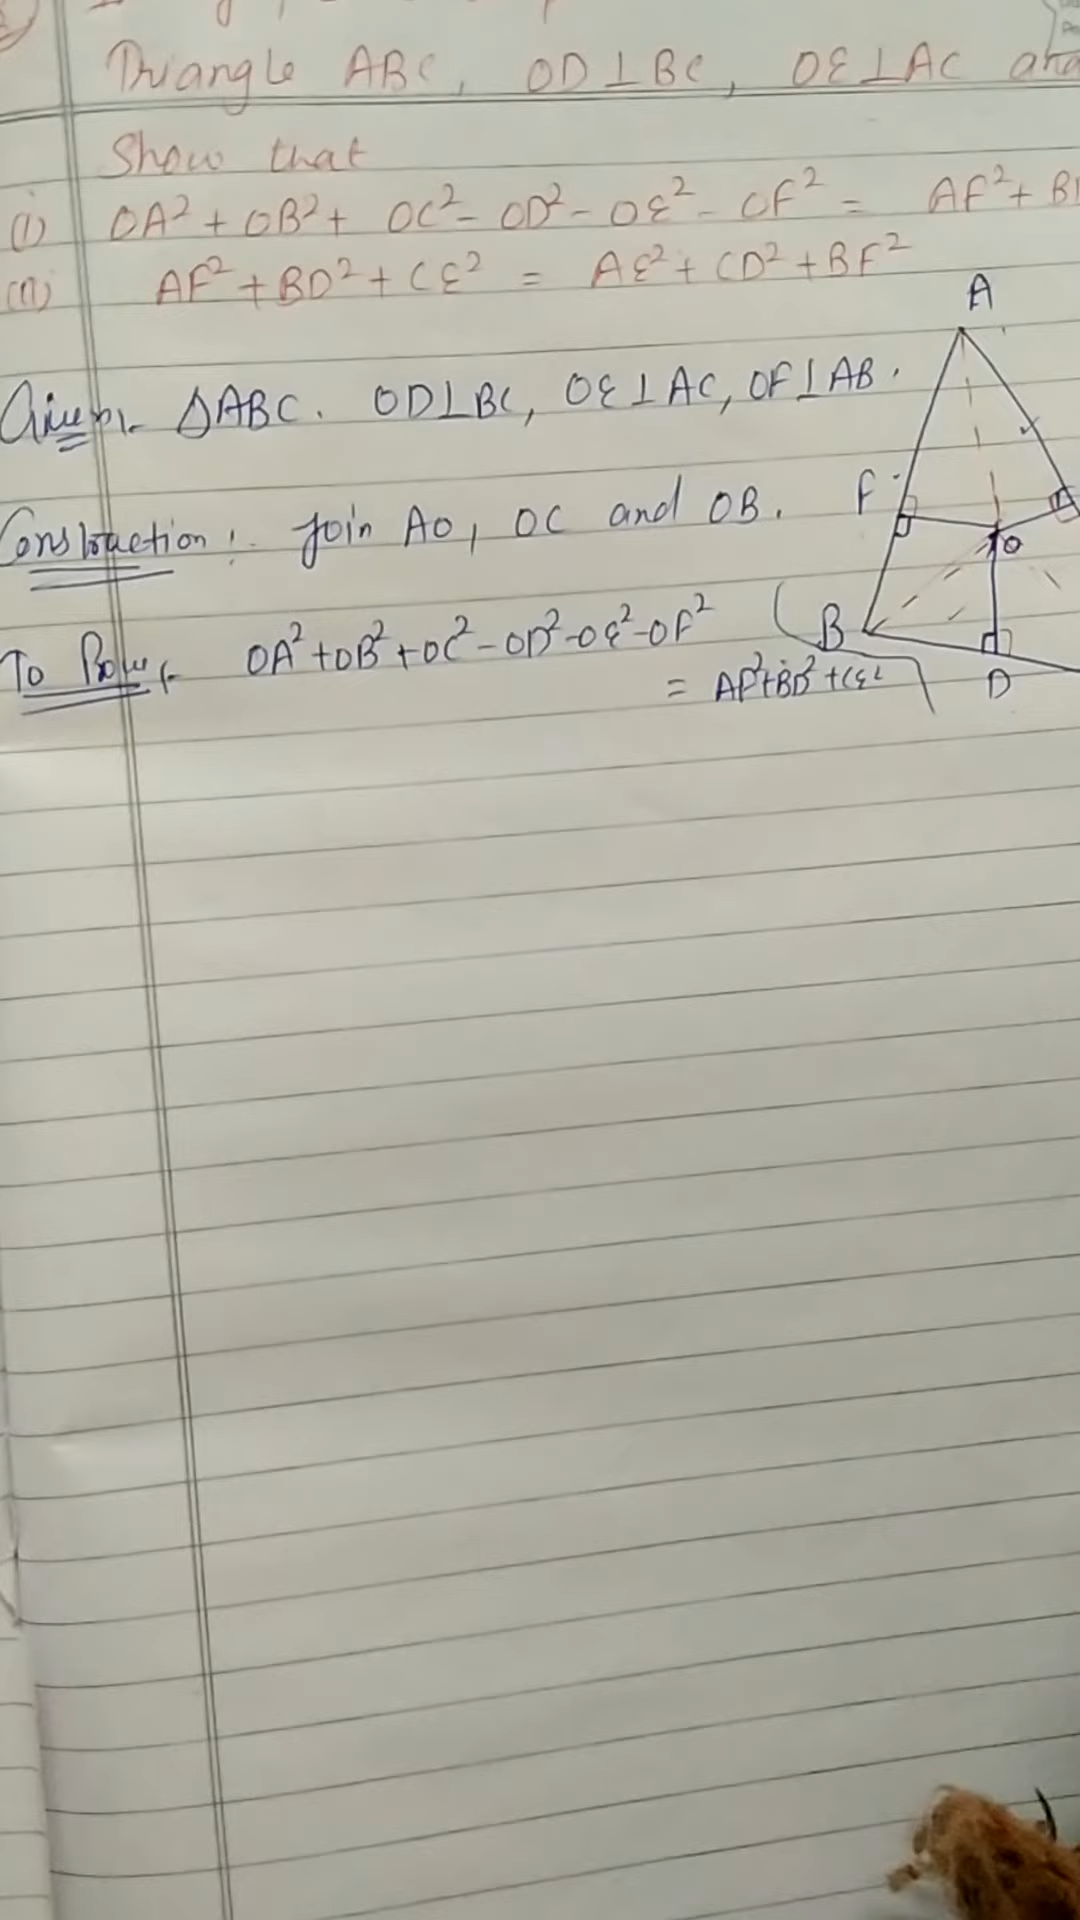 Triangle ABC, OD⊥BC, OE⊥AC and
Show that
(i) OA²+OB²+ OC²-OD²-OE²-OF² = AF²+B
(ii) AF²+BD²+CE² = AE²+CD²+BF²
A
Given:- △ABC. OD⊥BC, OE⊥AC, OF⊥AB.
F
Construction:- Join AO, OC and OB.
O
To Prove:- OA²+OB²+OC²-OD²-OE²-OF²
B
= AF²+BD²+CE²
D